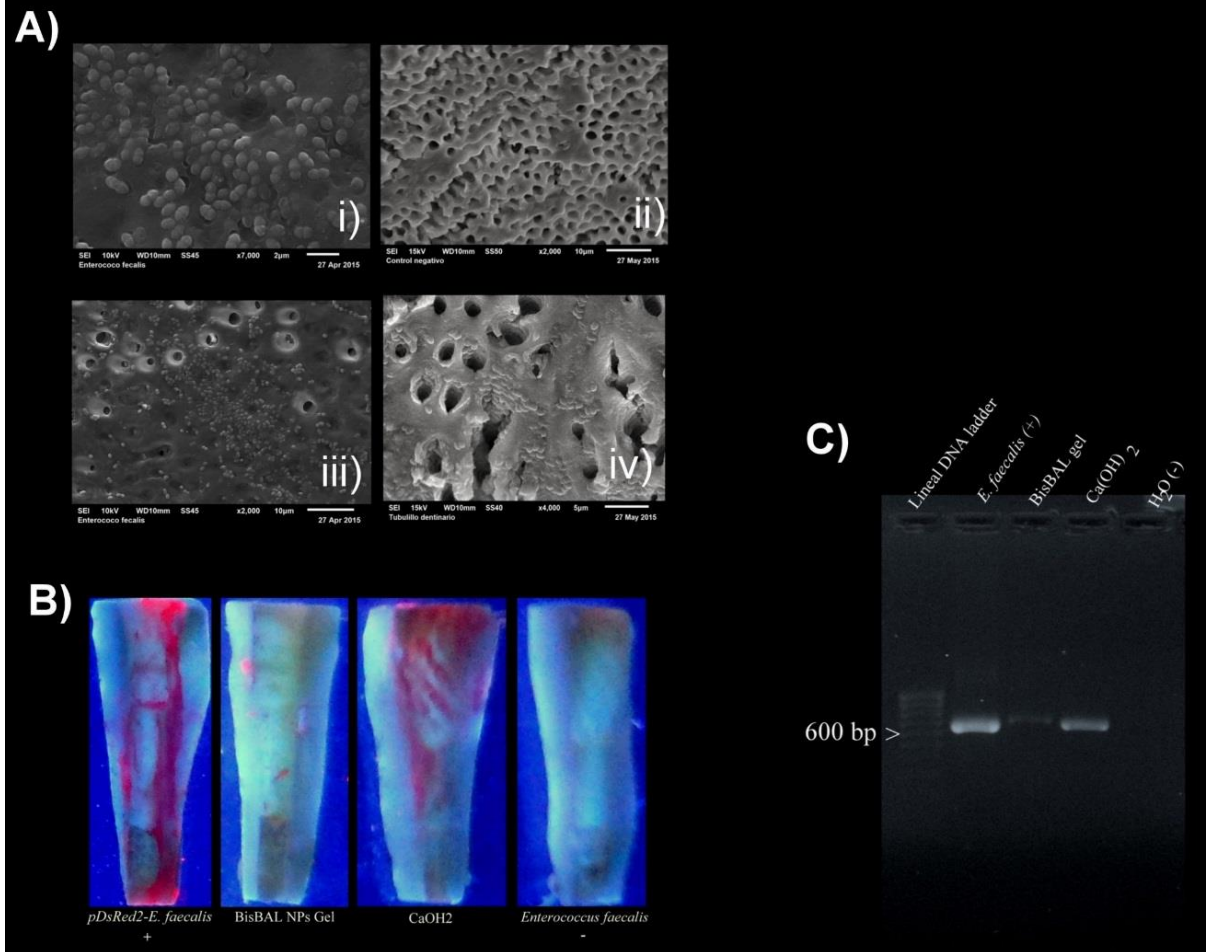 A)
i)
SEI 10kV WD10mm SS45 x7,000 2µm
Enterococo fecalis 27 Apr 2015
ii)
SEI 15kV WD10mm SS50 x2,000 10µm
Control negativo 27 May 2015
iii)
SEI 10kV WD10mm SS45 x2,000 10µm
Enterococo fecalis 27 Apr 2015
iv)
SEI 15kV WD10mm SS40 x4,000 5µm
Tubulillo dentinario 27 May 2015
B)
pDsRed2-E. faecalis
+
BisBAL NPs Gel
CaOH2
Enterococcus faecalis
-
C)
Lineal DNA ladder
E. faecalis (+)
BisBAL gel
Ca(OH) 2
H2O (-)
600 bp >